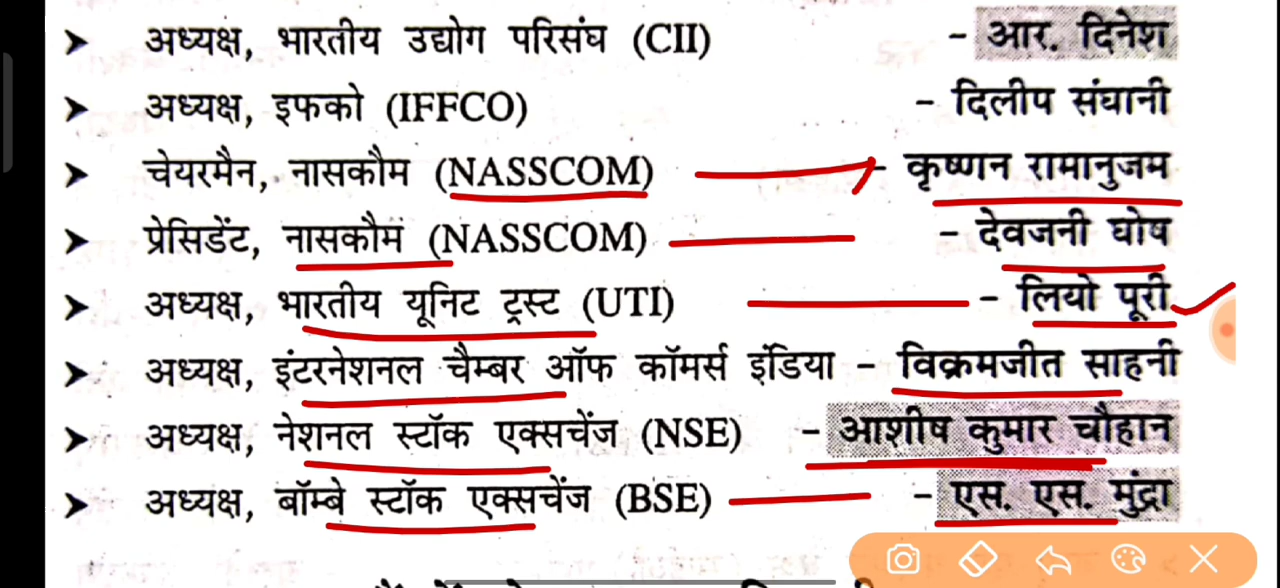 ➤ अध्यक्ष, भारतीय उद्योग परिसंघ (CII) - आर. दिनेश
➤ अध्यक्ष, इफको (IFFCO) - दिलीप संघानी
➤ चेयरमैन, नासकौम (NASSCOM) - कृष्णन रामानुजम
➤ प्रेसिडेंट, नासकौम (NASSCOM) - देवजनी घोष
➤ अध्यक्ष, भारतीय यूनिट ट्रस्ट (UTI) - लियो पूरी
➤ अध्यक्ष, इंटरनेशनल चैम्बर ऑफ कॉमर्स इंडिया - विक्रमजीत साहनी
➤ अध्यक्ष, नेशनल स्टॉक एक्सचेंज (NSE) - आशीष कुमार चौहान
➤ अध्यक्ष, बॉम्बे स्टॉक एक्सचेंज (BSE) - एस. एस. मुंद्रा